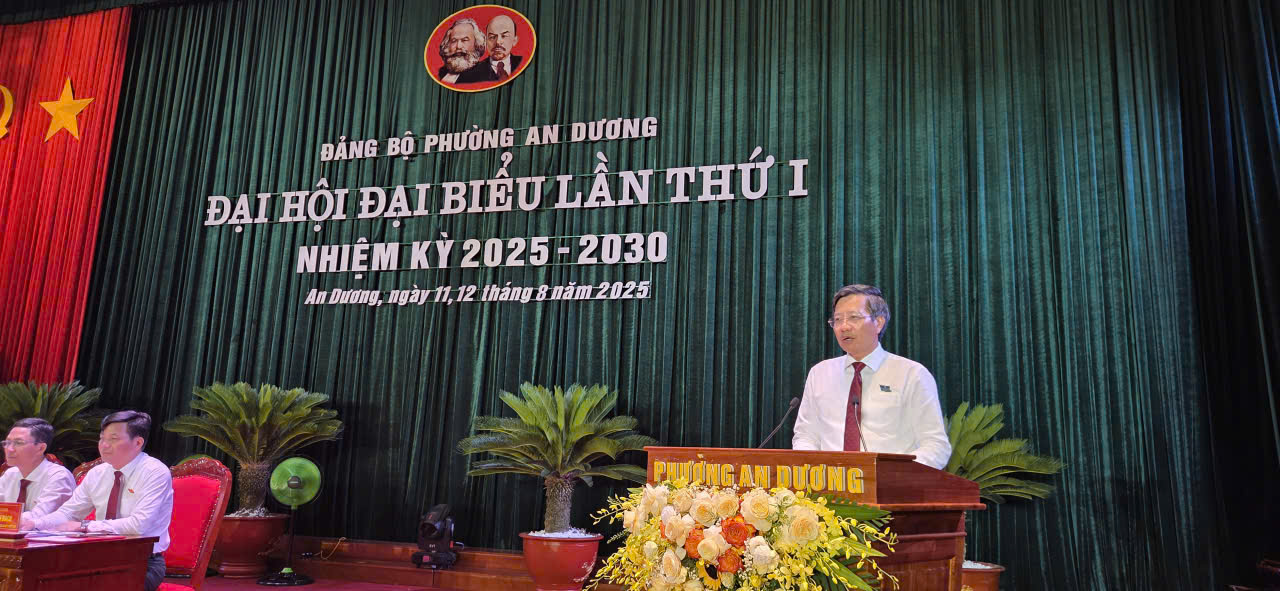 ĐẢNG BỘ PHƯỜNG AN DƯƠNG
ĐẠI HỘI ĐẠI BIỂU LẦN THỨ I
NHIỆM KỲ 2025 - 2030
An Dương, ngày 11, 12 tháng 8 năm 2025
PHƯỜNG AN DƯƠNG